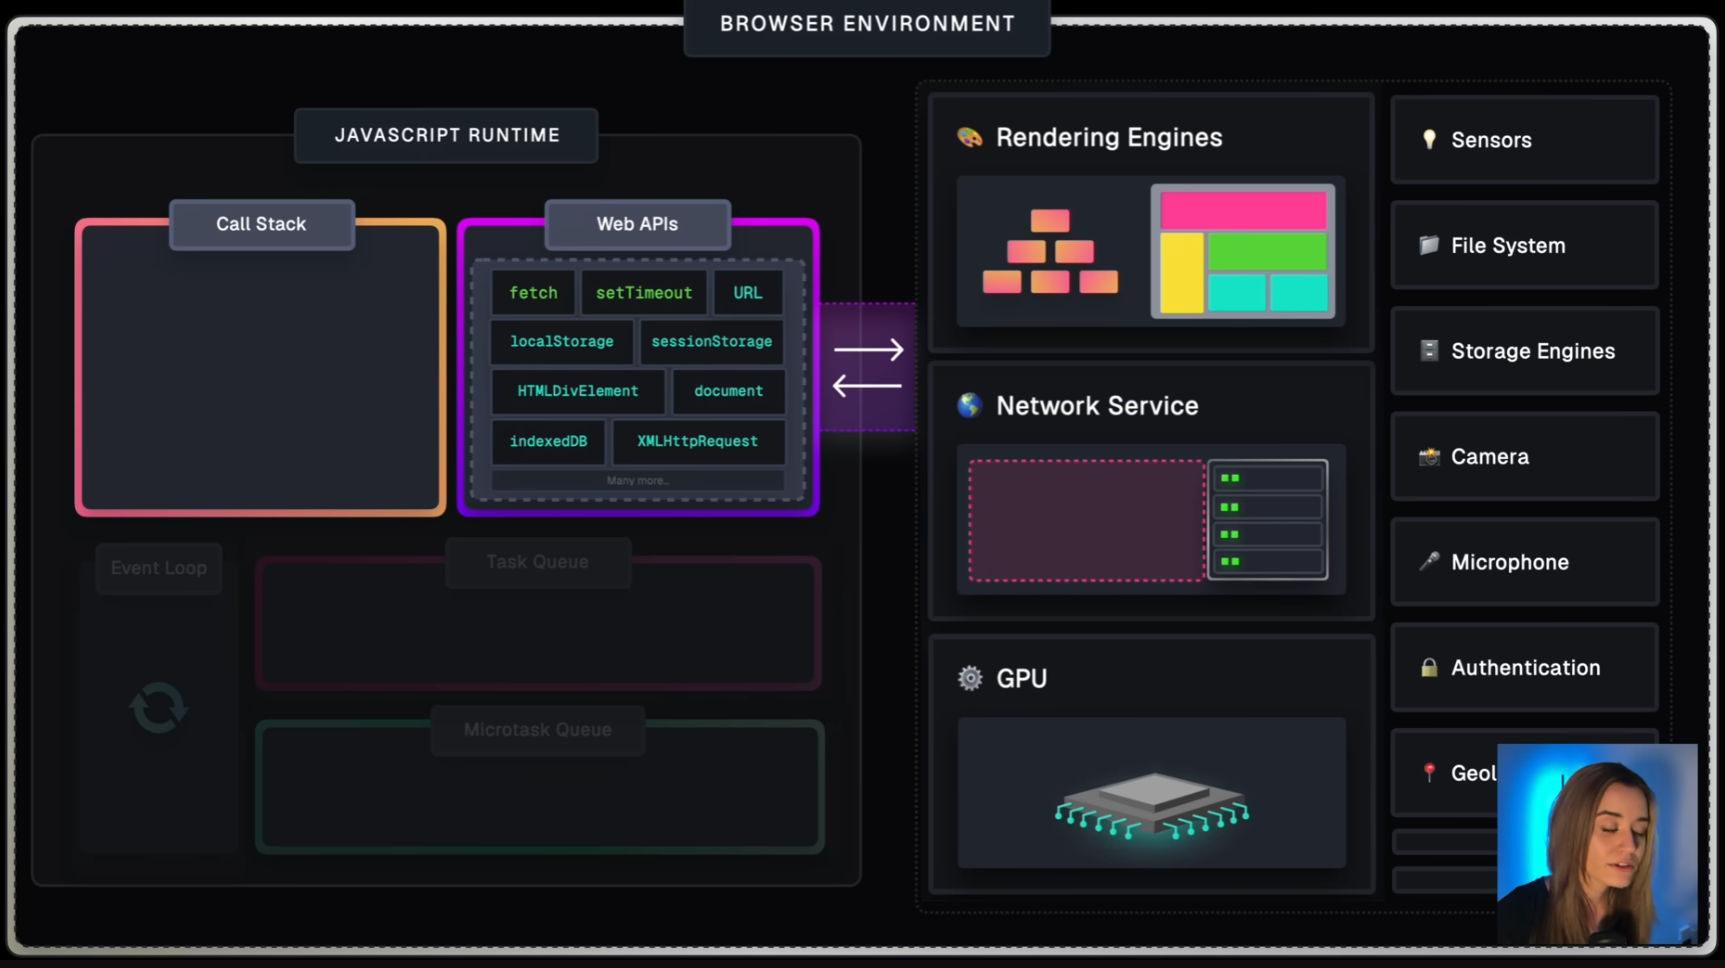 BROWSER ENVIRONMENT
JAVASCRIPT RUNTIME
Call Stack
Web APIs
fetch
setTimeout
URL
localStorage
sessionStorage
HTMLDivElement
document
indexedDB
XMLHttpRequest
Many more..
Event Loop
Task Queue
Microtask Queue
Rendering Engines
Network Service
GPU
Sensors
File System
Storage Engines
Camera
Microphone
Authentication
Geol